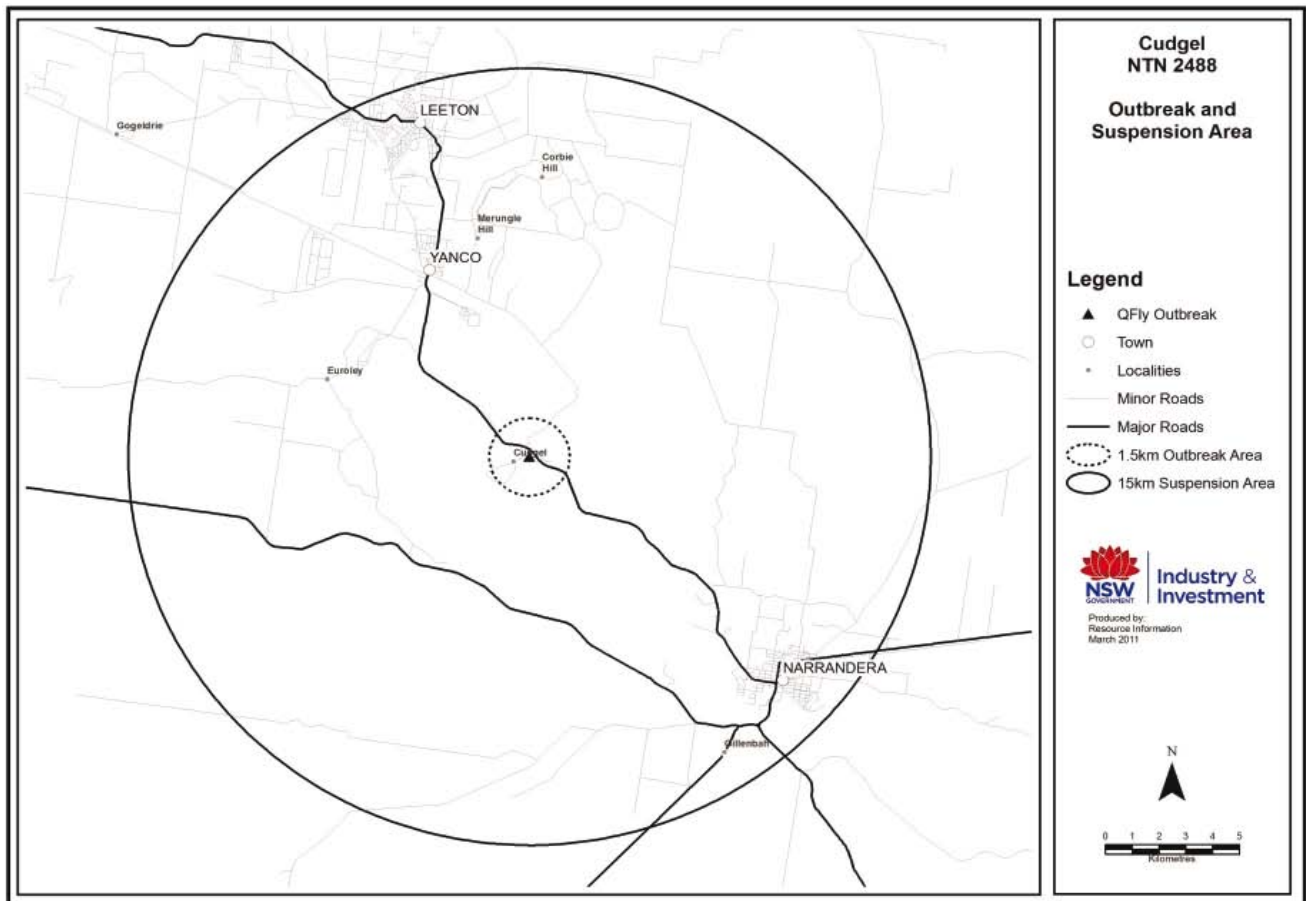 Cudgel
NTN 2488
Outbreak and
Suspension Area
LEETON
Gogeldrie
Corbie
Hill
Merungle
Hill
YANCO
Euroley
Cudgel
NARRANDERA
Gillenbah
Legend
QFly Outbreak
Town
Localities
Minor Roads
Major Roads
1.5km Outbreak Area
15km Suspension Area
NSW
GOVERNMENT
Industry &
Investment
Produced by:
Resource Information
March 2011
N
0 1 2 3 4 5
Kilometres